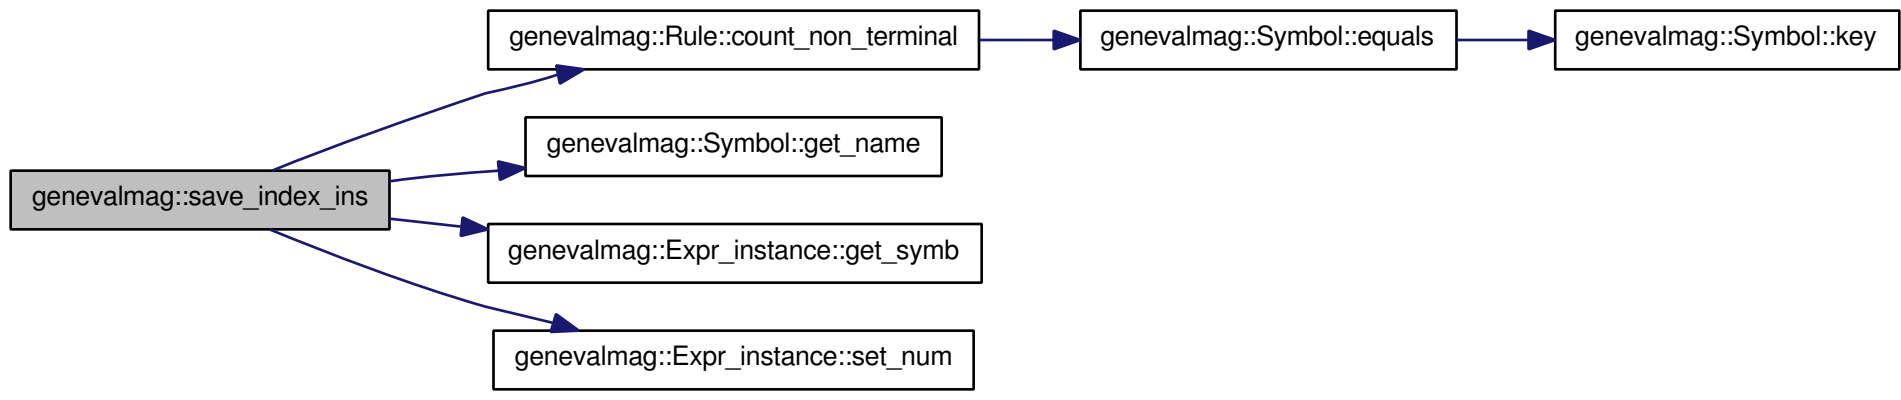 genevalmag::Rule::count_non_terminal
genevalmag::Symbol::equals
genevalmag::Symbol::key
genevalmag::Symbol::get_name
genevalmag::save_index_ins
genevalmag::Expr_instance::get_symb
genevalmag::Expr_instance::set_num